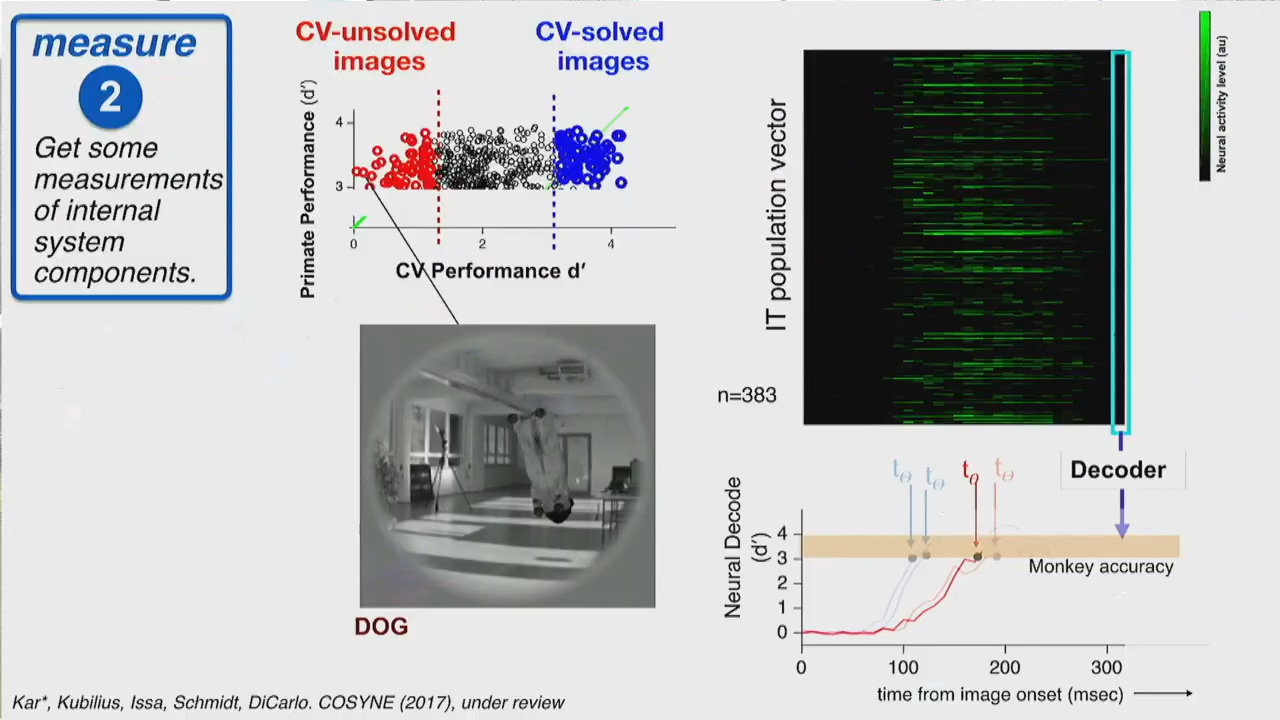 measure
2
Get some
measurements
of internal
system
components.
CV-unsolved
images
CV-solved
images
Primate Performance (d′)
4
3
0
2
4
CV Performance d′
DOG
IT population vector
n=383
Neural activity level (au)
Decoder
tθ
tθ
tθ
tθ
Neural Decode
(d′)
4
3
2
1
0
Monkey accuracy
0
100
200
300
time from image onset (msec)
Kar*, Kubilius, Issa, Schmidt, DiCarlo. COSYNE (2017), under review